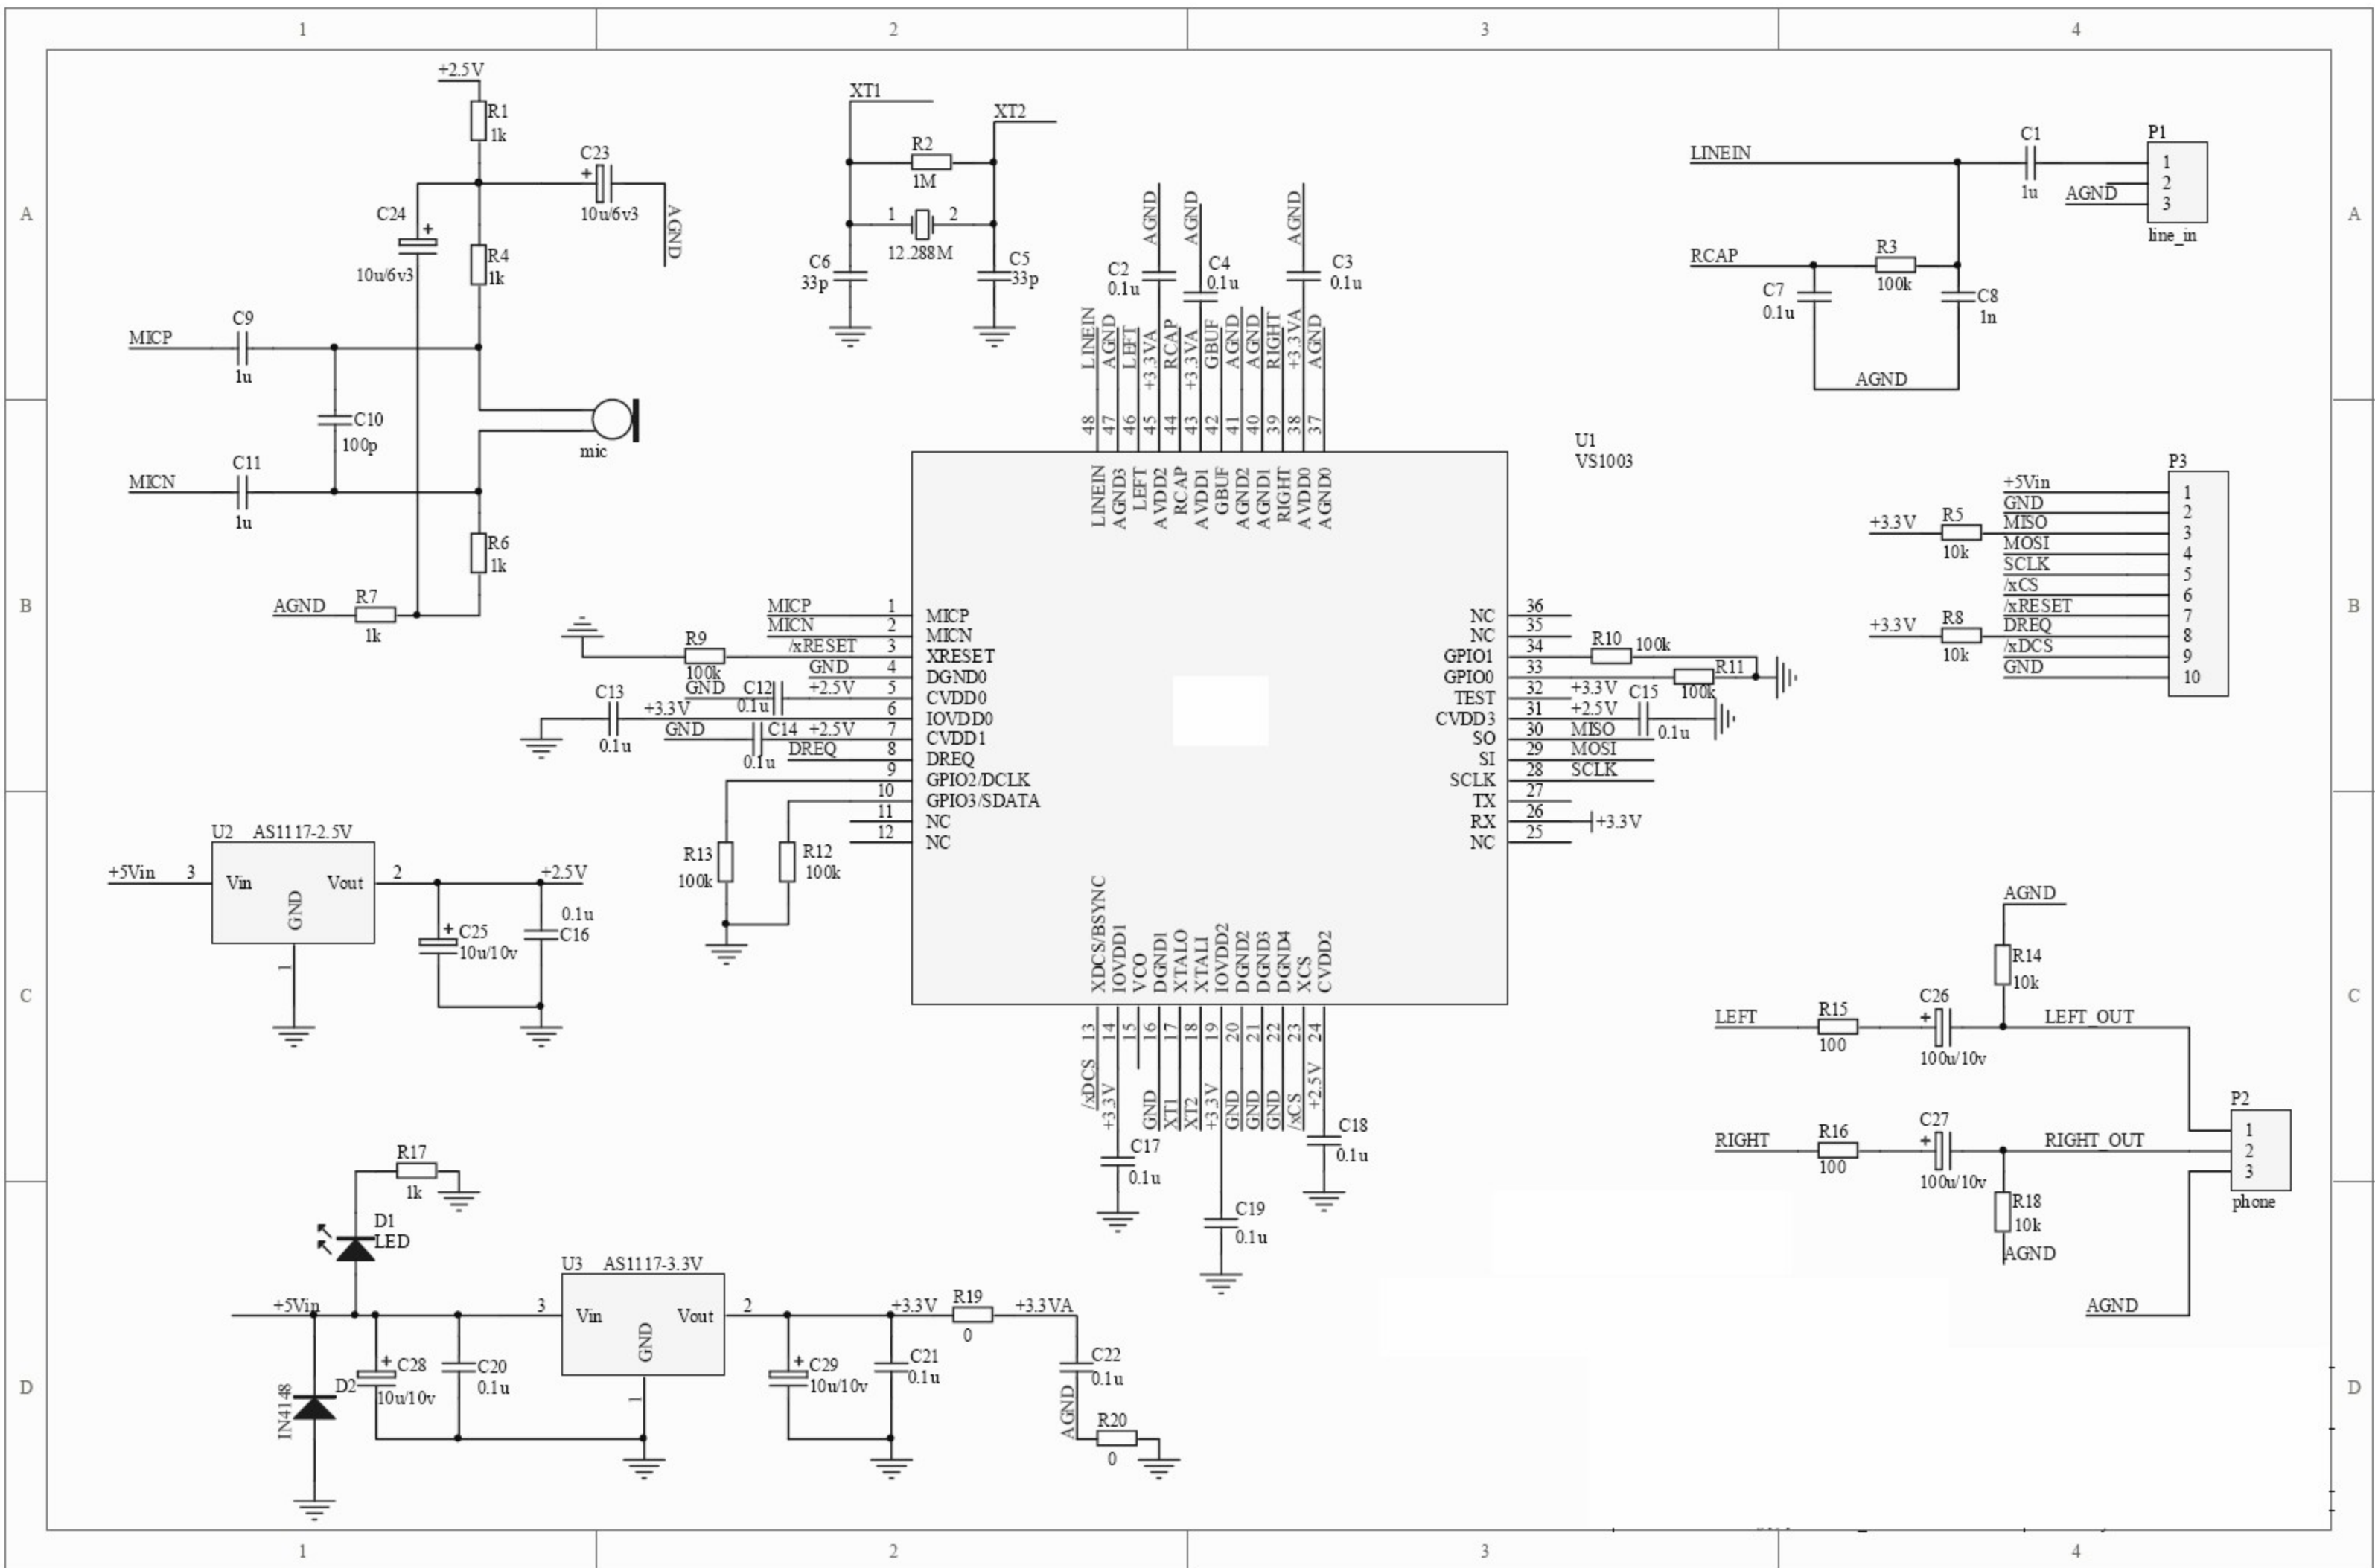 1 2 3 4
A A
B B
C C
D D
+2.5V
R1
1k
C23
+
10u/6v3
AGND
C24
+
10u/6v3
R4
1k
MICP
C9
1u
C10
100p
mic
MICN
C11
1u
R6
1k
AGND
R7
1k
XT1
XT2
R2
1M
1 2
12.288M
C6
33p
C5
33p
AGND
C2
0.1u
AGND
C4
0.1u
AGND
C3
0.1u
LINEIN
AGND
LEFT
+3.3VA
RCAP
+3.3VA
GBUF
AGND
AGND
RIGHT
+3.3VA
AGND
48 47 46 45 44 43 42 41 40 39 38 37
LINEIN
AGND3
LEFT
AVDD2
RCAP
AVDD1
GBUF
AGND2
AGND1
RIGHT
AVDD0
AGND0
U1
VS1003
LINEIN
C1
1u
P1
1
2
AGND
3
line_in
RCAP
R3
100k
C7
0.1u
C8
1n
AGND
P3
+5Vin 1
GND 2
+3.3V R5 MISO 3
10k
MOSI 4
SCLK 5
/xCS 6
/xRESET 7
+3.3V R8 DREQ 8
10k
/xDCS 9
GND 10
MICP 1 MICP
MICN 2 MICN
R9 /xRESET 3 XRESET
100k
GND 4 DGND0
GND C12 +2.5V 5 CVDD0
0.1u
C13 +3.3V 6 IOVDD0
0.1u
GND C14 +2.5V 7 CVDD1
0.1u
DREQ 8 DREQ
9 GPIO2/DCLK
10 GPIO3/SDATA
11 NC
12 NC
R13
100k
R12
100k
NC 36
NC 35
GPIO1 34 R10 100k
GPIO0 33 R11
100k
TEST 32 +3.3V
CVDD3 31 +2.5V C15
0.1u
SO 30 MISO
SI 29 MOSI
SCLK 28 SCLK
TX 27
RX 26 +3.3V
NC 25
XDCS/BSYNC
IOVDD1
VCO
DGND1
XTALO
XTALI
IOVDD2
DGND2
DGND3
DGND4
XCS
CVDD2
13 14 15 16 17 18 19 20 21 22 23 24
/xDCS
+3.3V
GND
XT1
XT2
+3.3V
GND
GND
GND
/xCS
+2.5V
C17
0.1u
C19
0.1u
C18
0.1u
U2 AS1117-2.5V
+5Vin 3 Vin Vout 2 +2.5V
GND
1
+
C25
10u/10v
0.1u
C16
AGND
R14
10k
LEFT
R15
100
C26
+
100u/10v
LEFT_OUT
RIGHT
R16
100
C27
+
100u/10v
RIGHT_OUT
R18
10k
AGND
P2
1
2
3
phone
AGND
R17
1k
D1
LED
U3 AS1117-3.3V
+5Vin 3 Vin Vout 2 +3.3V R19 +3.3VA
0
GND
1
IN4148
D2
+
C28
10u/10v
C20
0.1u
+
C29
10u/10v
C21
0.1u
C22
0.1u
AGND
R20
0
1 2 3 4